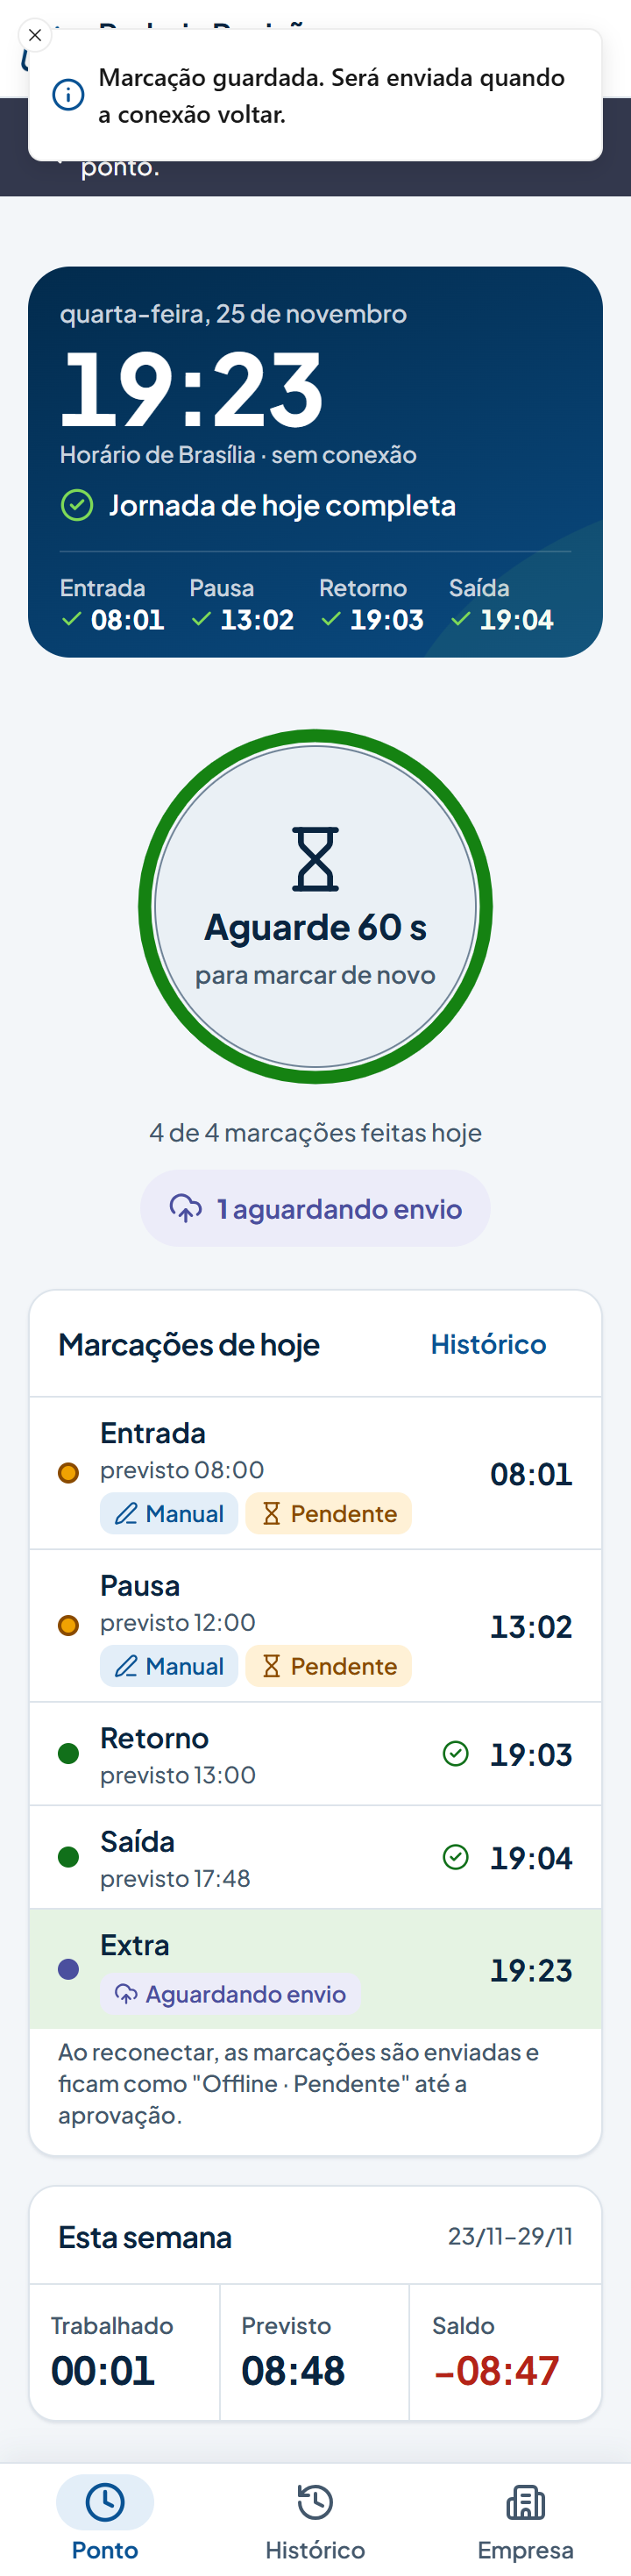 Marcação guardada. Será enviada quando
a conexão voltar.
ponto.
quarta-feira, 25 de novembro
19:23
Horário de Brasília · sem conexão
Jornada de hoje completa
Entrada Pausa Retorno Saída
08:01 13:02 19:03 19:04
Aguarde 60 s
para marcar de novo
4 de 4 marcações feitas hoje
1 aguardando envio
Marcações de hoje Histórico
Entrada
previsto 08:00
08:01
Manual Pendente
Pausa
previsto 12:00
13:02
Manual Pendente
Retorno
previsto 13:00
19:03
Saída
previsto 17:48
19:04
Extra
19:23
Aguardando envio
Ao reconectar, as marcações são enviadas e
ficam como "Offline · Pendente" até a
aprovação.
Esta semana 23/11–29/11
Trabalhado Previsto Saldo
00:01 08:48 −08:47
Ponto Histórico Empresa